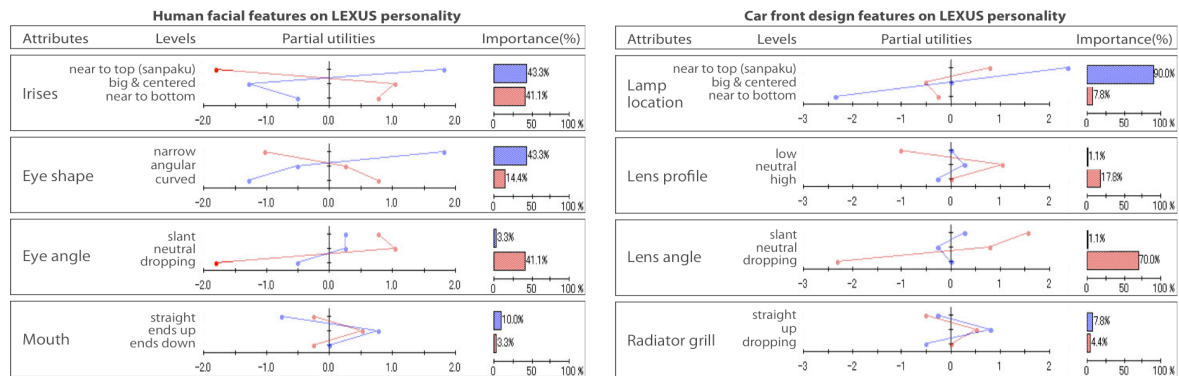 Human facial features on LEXUS personality
Attributes Levels Partial utilities Importance(%)
Irises
near to top (sanpaku)
big & centered
near to bottom
43.3%
41.1%
-2.0 -1.0 0.0 1.0 2.0 0 50 100 %
Eye shape
narrow
angular
curved
43.3%
14.4%
-2.0 -1.0 0.0 1.0 2.0 0 50 100 %
Eye angle
slant
neutral
dropping
3.3%
41.1%
-2.0 -1.0 0.0 1.0 2.0 0 50 100 %
Mouth
straight
ends up
ends down
10.0%
3.3%
-2.0 -1.0 0.0 1.0 2.0 0 50 100 %
Car front design features on LEXUS personality
Attributes Levels Partial utilities Importance(%)
Lamp
location
near to top (sanpaku)
big & centered
near to bottom
90.0%
7.8%
-3 -2 -1 0 1 2 0 50 100 %
Lens profile
low
neutral
high
1.1%
17.8%
-3 -2 -1 0 1 2 0 50 100 %
Lens angle
slant
neutral
dropping
1.1%
70.0%
-3 -2 -1 0 1 2 0 50 100 %
Radiator grill
straight
up
dropping
7.8%
4.4%
-3 -2 -1 0 1 2 0 50 100 %